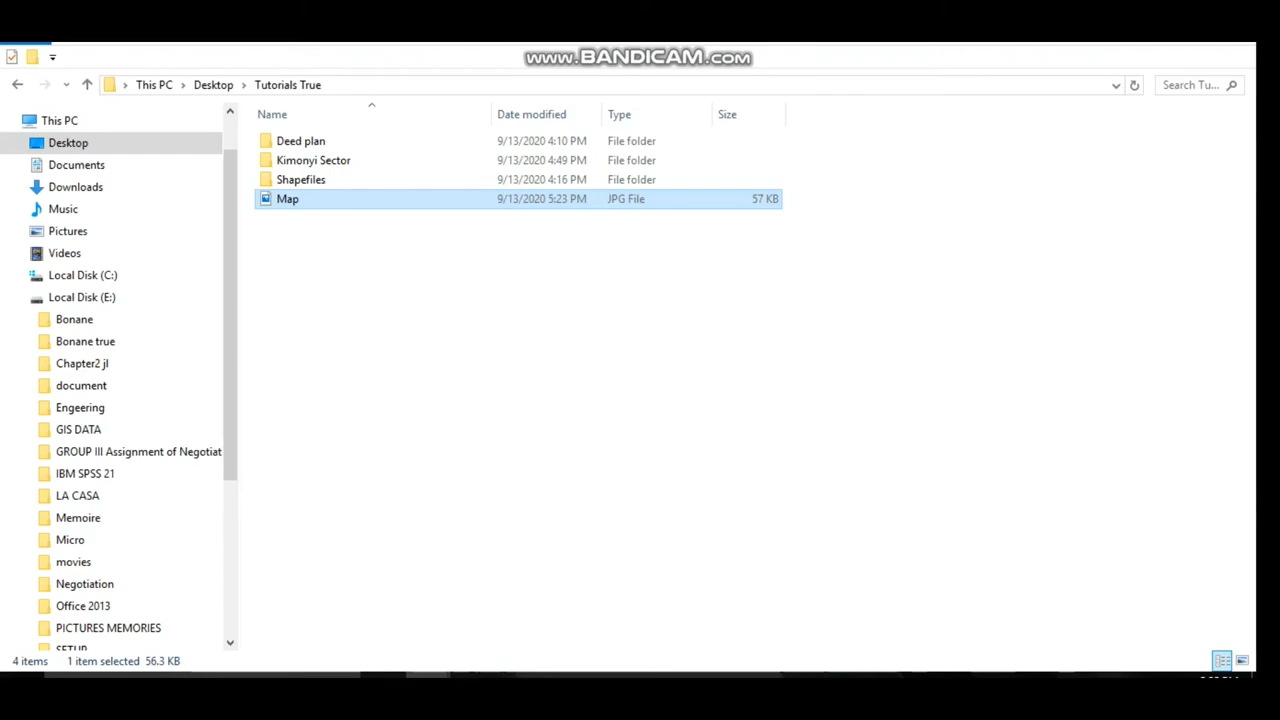 www.BANDICAM.com
This PC > Desktop > Tutorials True
Search Tu...
Name Date modified Type Size
Deed plan 9/13/2020 4:10 PM File folder
Kimonyi Sector 9/13/2020 4:49 PM File folder
Shapefiles 9/13/2020 4:16 PM File folder
Map 9/13/2020 5:23 PM JPG File 57 KB
This PC
Desktop
Documents
Downloads
Music
Pictures
Videos
Local Disk (C:)
Local Disk (E:)
Bonane
Bonane true
Chapter2 jl
document
Engeering
GIS DATA
GROUP III Assignment of Negotiat
IBM SPSS 21
LA CASA
Memoire
Micro
movies
Negotiation
Office 2013
PICTURES MEMORIES
SETUP
4 items 1 item selected 56.3 KB